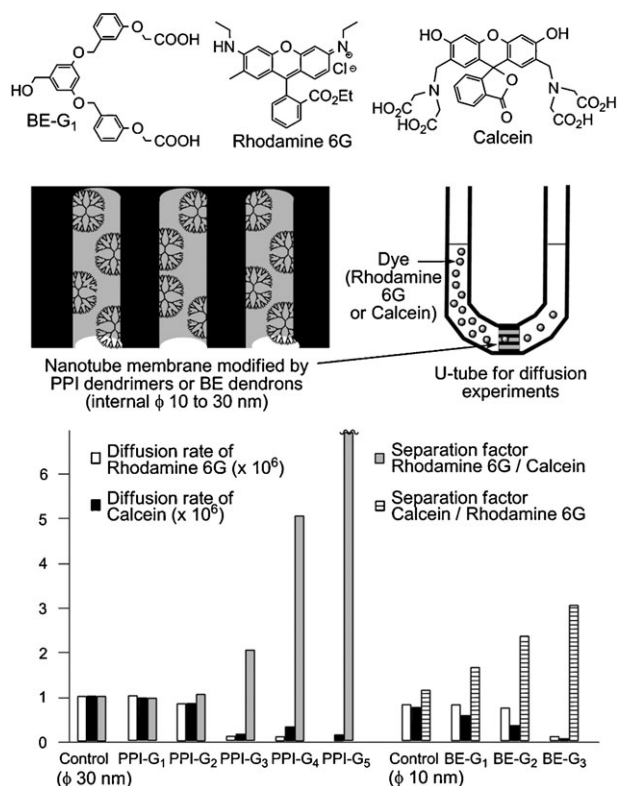 COOH
HN
N
HO
OH
O
O
O
Cl
N
N
HO
CO₂Et
O
O
HO₂C
CO₂H
O
O
COOH
HO₂C
CO₂H
BE-G₁
Rhodamine 6G
Calcein
Dye
(Rhodamine
6G
or Calcein)
Nanotube membrane modified by
PPI dendrimers or BE dendrons
(internal ϕ 10 to 30 nm)
U-tube for diffusion
experiments
Diffusion rate of
Rhodamine 6G (x 10⁶)
Diffusion rate of
Calcein (x 10⁶)
Separation factor
Rhodamine 6G / Calcein
Separation factor
Calcein / Rhodamine 6G
6
5
4
3
2
1
0
Control PPI-G₁ PPI-G₂ PPI-G₃ PPI-G₄ PPI-G₅ Control BE-G₁ BE-G₂ BE-G₃
(ϕ 30 nm) (ϕ 10 nm)